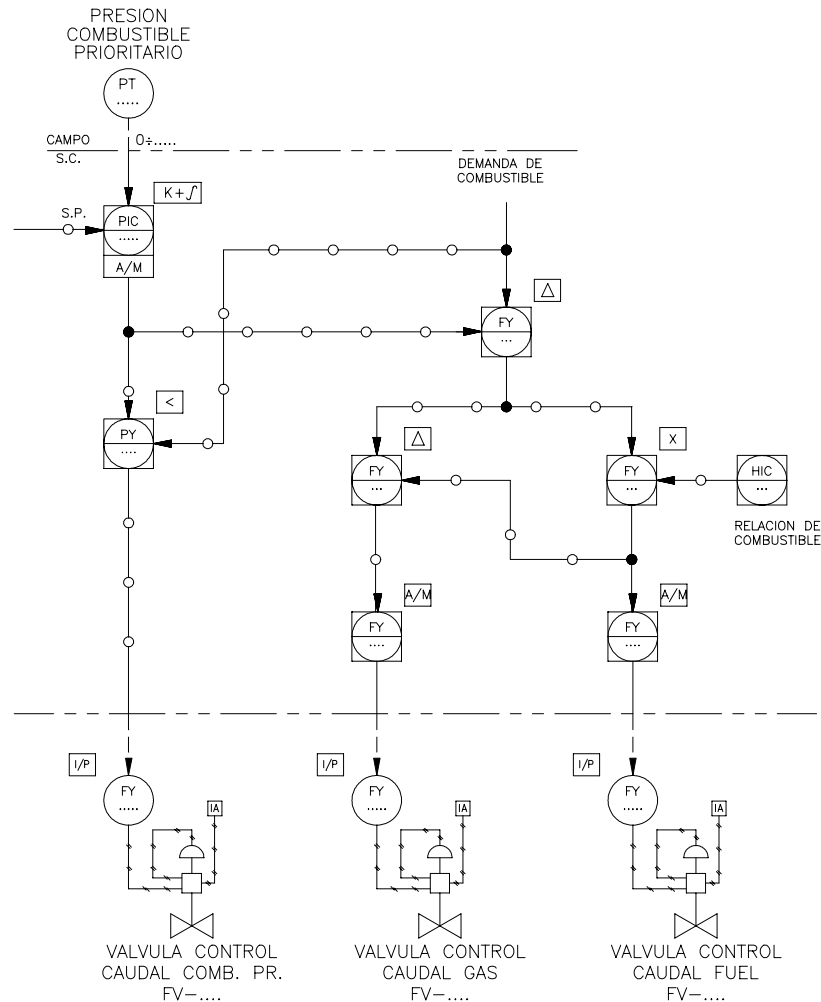 PRESION
COMBUSTIBLE
PRIORITARIO
PT
.....
CAMPO
0÷.....
S.C.
DEMANDA DE
COMBUSTIBLE
K+∫
S.P.
PIC
.....
A/M
△
FY
...
<
PY
....
△
X
FY
...
FY
...
HIC
...
RELACION DE
COMBUSTIBLE
A/M
A/M
FY
....
FY
....
I/P
I/P
I/P
FY
.....
FY
.....
FY
.....
IA
IA
IA
VALVULA CONTROL
CAUDAL COMB. PR.
FV-....
VALVULA CONTROL
CAUDAL GAS
FV-....
VALVULA CONTROL
CAUDAL FUEL
FV-....